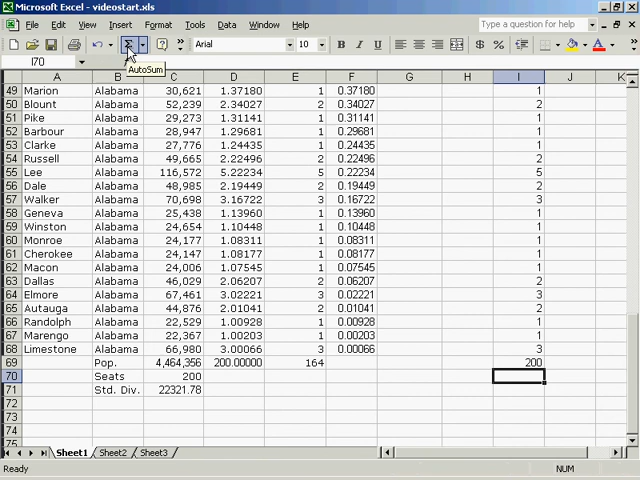 Microsoft Excel - videostart.xls
File Edit View Insert Format Tools Data Window Help Type a question for help
Σ ? » Arial 10 B I U $ % » A
I70
AutoSum
A B C D E F G H I J K
49 Marion Alabama 30,621 1.37180 1 0.37180 1
50 Blount Alabama 52,239 2.34027 2 0.34027 2
51 Pike Alabama 29,273 1.31141 1 0.31141 1
52 Barbour Alabama 28,947 1.29681 1 0.29681 1
53 Clarke Alabama 27,776 1.24435 1 0.24435 1
54 Russell Alabama 49,665 2.22496 2 0.22496 2
55 Lee Alabama 116,572 5.22234 5 0.22234 5
56 Dale Alabama 48,985 2.19449 2 0.19449 2
57 Walker Alabama 70,698 3.16722 3 0.16722 3
58 Geneva Alabama 25,438 1.13960 1 0.13960 1
59 Winston Alabama 24,654 1.10448 1 0.10448 1
60 Monroe Alabama 24,177 1.08311 1 0.08311 1
61 Cherokee Alabama 24,147 1.08177 1 0.08177 1
62 Macon Alabama 24,006 1.07545 1 0.07545 1
63 Dallas Alabama 46,029 2.06207 2 0.06207 2
64 Elmore Alabama 67,461 3.02221 3 0.02221 3
65 Autauga Alabama 44,876 2.01041 2 0.01041 2
66 Randolph Alabama 22,529 1.00928 1 0.00928 1
67 Marengo Alabama 22,367 1.00203 1 0.00203 1
68 Limestone Alabama 66,980 3.00066 3 0.00066 3
69 Pop. 4,464,356 200.00000 164 200
70 Seats 200
71 Std. Div. 22321.78
72
73
74
75
Sheet1 Sheet2 Sheet3
Ready NUM